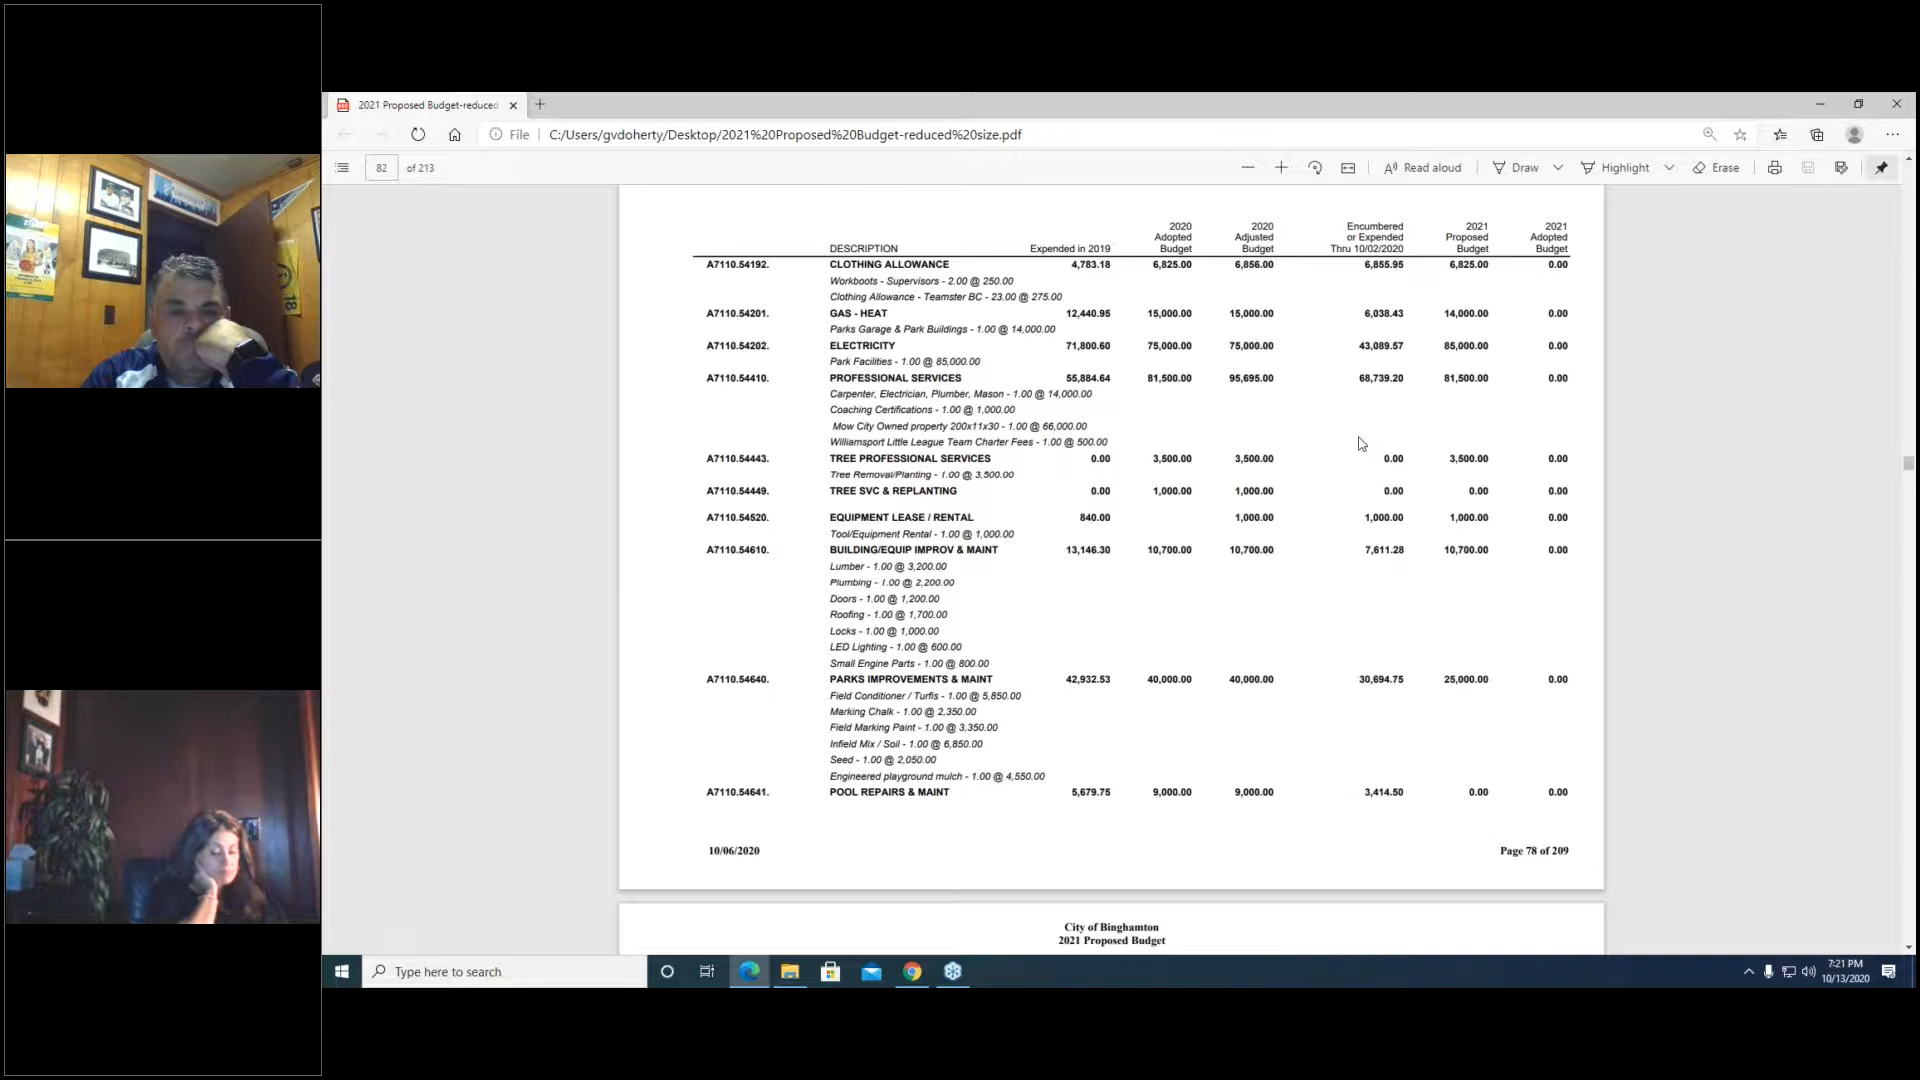 2021 Proposed Budget-reduced
File C:/Users/gvdoherty/Desktop/2021%20Proposed%20Budget-reduced%20size.pdf
82 of 213 Read aloud Draw Highlight Erase
DESCRIPTION Expended in 2019 2020 Adopted Budget 2020 Adjusted Budget Encumbered or Expended Thru 10/02/2020 2021 Proposed Budget 2021 Adopted Budget
A7110.54192. CLOTHING ALLOWANCE 4,783.18 6,825.00 6,856.00 6,855.95 6,825.00 0.00
Workboots - Supervisors - 2.00 @ 250.00
Clothing Allowance - Teamster BC - 23.00 @ 275.00
A7110.54201. GAS - HEAT 12,440.95 15,000.00 15,000.00 6,038.43 14,000.00 0.00
Parks Garage & Park Buildings - 1.00 @ 14,000.00
A7110.54202. ELECTRICITY 71,800.60 75,000.00 75,000.00 43,089.57 85,000.00 0.00
Park Facilities - 1.00 @ 85,000.00
A7110.54410. PROFESSIONAL SERVICES 55,884.64 81,500.00 95,695.00 68,739.20 81,500.00 0.00
Carpenter, Electrician, Plumber, Mason - 1.00 @ 14,000.00
Coaching Certifications - 1.00 @ 1,000.00
Mow City Owned property 200x11x30 - 1.00 @ 66,000.00
Williamsport Little League Team Charter Fees - 1.00 @ 500.00
A7110.54443. TREE PROFESSIONAL SERVICES 0.00 3,500.00 3,500.00 0.00 3,500.00 0.00
Tree Removal/Planting - 1.00 @ 3,500.00
A7110.54449. TREE SVC & REPLANTING 0.00 1,000.00 1,000.00 0.00 0.00 0.00
A7110.54520. EQUIPMENT LEASE / RENTAL 840.00 1,000.00 1,000.00 1,000.00 0.00
Tool/Equipment Rental - 1.00 @ 1,000.00
A7110.54610. BUILDING/EQUIP IMPROV & MAINT 13,146.30 10,700.00 10,700.00 7,611.28 10,700.00 0.00
Lumber - 1.00 @ 3,200.00
Plumbing - 1.00 @ 2,200.00
Doors - 1.00 @ 1,200.00
Roofing - 1.00 @ 1,700.00
Locks - 1.00 @ 1,000.00
LED Lighting - 1.00 @ 600.00
Small Engine Parts - 1.00 @ 800.00
A7110.54640. PARKS IMPROVEMENTS & MAINT 42,932.53 40,000.00 40,000.00 30,694.75 25,000.00 0.00
Field Conditioner / Turfis - 1.00 @ 5,850.00
Marking Chalk - 1.00 @ 2,350.00
Field Marking Paint - 1.00 @ 3,350.00
Infield Mix / Soil - 1.00 @ 6,850.00
Seed - 1.00 @ 2,050.00
Engineered playground mulch - 1.00 @ 4,550.00
A7110.54641. POOL REPAIRS & MAINT 5,679.75 9,000.00 9,000.00 3,414.50 0.00 0.00
10/06/2020 Page 78 of 209
City of Binghamton
2021 Proposed Budget
Type here to search
7:21 PM
10/13/2020